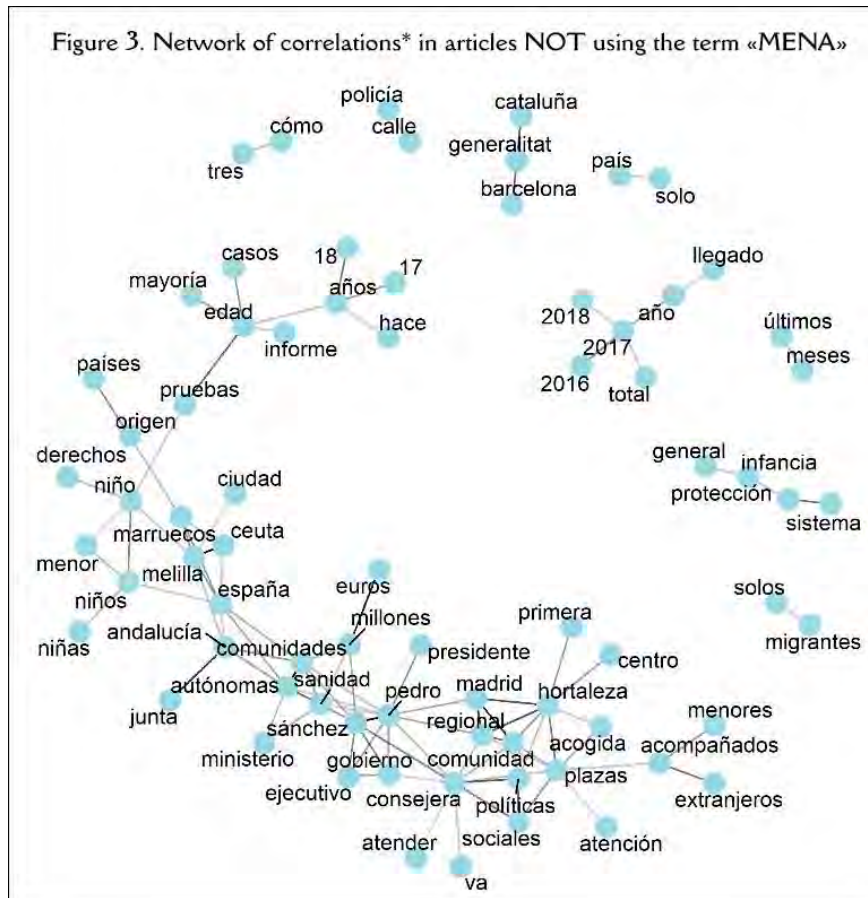 Figure 3. Network of correlations* in articles NOT using the term «MENA»
policía
cataluña
cómo
calle
generalitat
tres
país
barcelona
solo
casos
18
17
llegado
mayoría
años
edad
2018
año
últimos
informe
hace
2017
meses
países
2016
pruebas
total
origen
derechos
general
infancia
ciudad
niño
protección
marruecos
ceuta
sistema
menor
melilla
niños
españa
euros
solos
primera
niñas
andalucía
millones
migrantes
comunidades
presidente
centro
autónomas
sanidad
madrid
pedro
hortaleza
junta
menores
sánchez
regional
acogida
acompañados
ministerio
gobierno
comunidad
plazas
ejecutivo
consejera
políticas
extranjeros
sociales
atención
atender
va